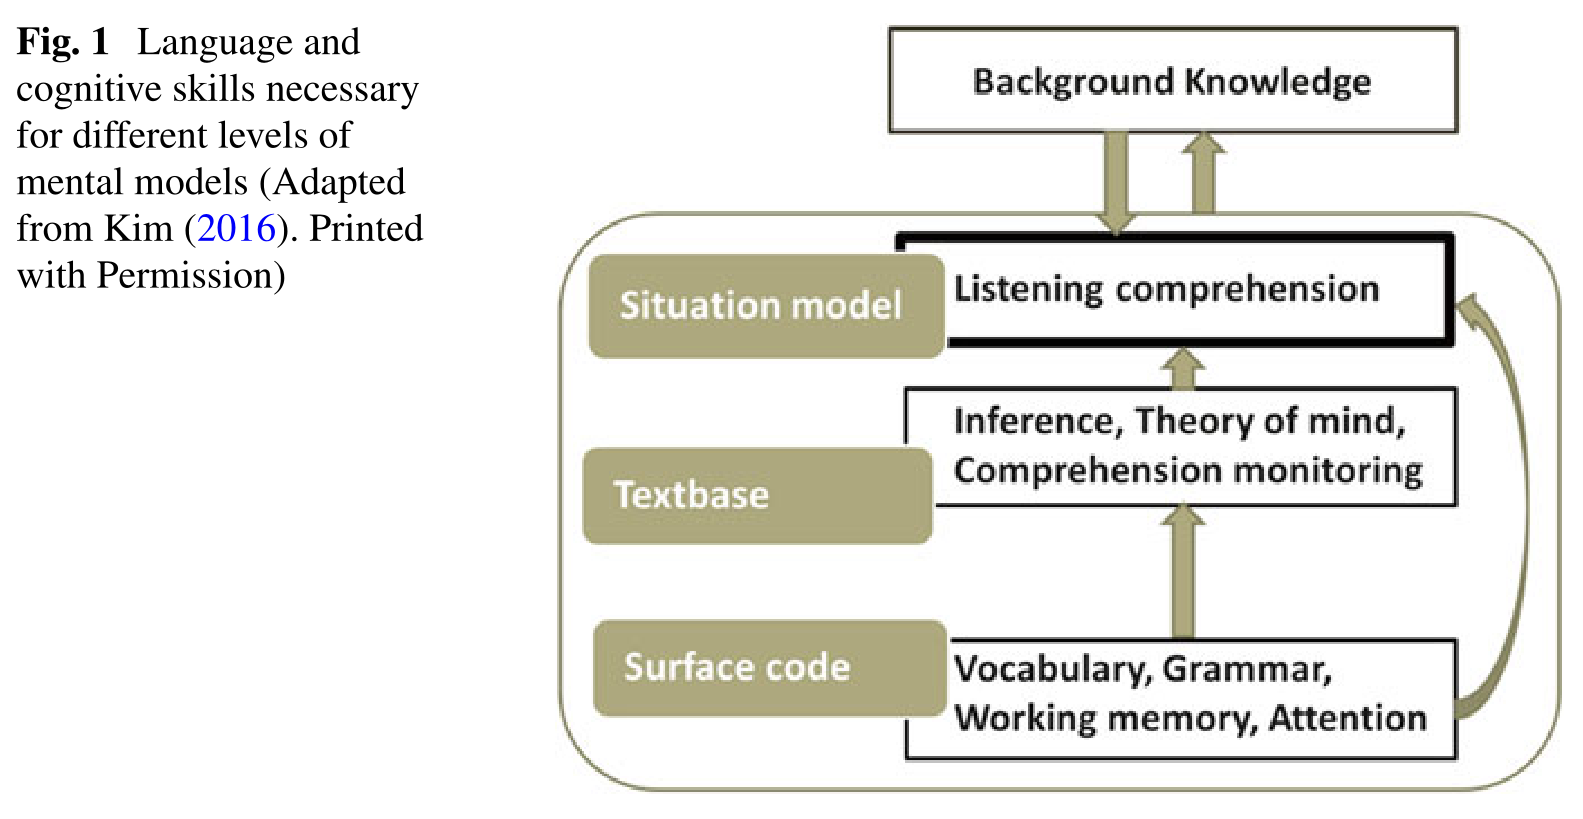 Fig. 1 Language and
cognitive skills necessary
for different levels of
mental models (Adapted
from Kim (2016). Printed
with Permission)
Background Knowledge
Situation model
Listening comprehension
Inference, Theory of mind,
Comprehension monitoring
Textbase
Surface code
Vocabulary, Grammar,
Working memory, Attention